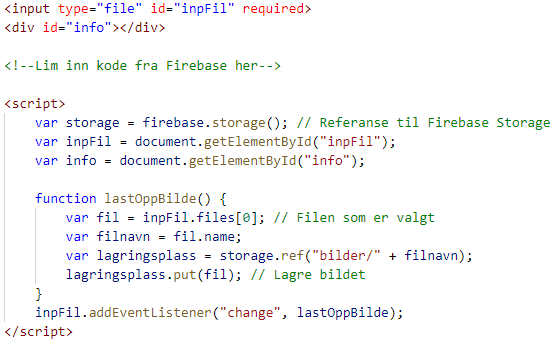 <input type="file" id="inpFil" required>
<div id="info"></div>

<!--Lim inn kode fra Firebase her-->

<script>
    var storage = firebase.storage(); // Referanse til Firebase Storage
    var inpFil = document.getElementById("inpFil");
    var info = document.getElementById("info");

    function lastOppBilde() {
        var fil = inpFil.files[0]; // Filen som er valgt
        var filnavn = fil.name;
        var lagringsplass = storage.ref("bilder/" + filnavn);
        lagringsplass.put(fil); // Lagre bildet
    }
    inpFil.addEventListener("change", lastOppBilde);
</script>